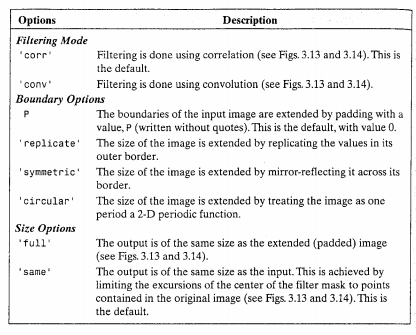 Options Description
Filtering Mode
'corr' Filtering is done using correlation (see Figs. 3.13 and 3.14). This is
the default.
'conv' Filtering is done using convolution (see Figs. 3.13 and 3.14).
Boundary Options
P The boundaries of the input image are extended by padding with a
value, P (written without quotes). This is the default, with value 0.
'replicate' The size of the image is extended by replicating the values in its
outer border.
'symmetric' The size of the image is extended by mirror-reflecting it across its
border.
'circular' The size of the image is extended by treating the image as one
period a 2-D periodic function.
Size Options
'full' The output is of the same size as the extended (padded) image
(see Figs. 3.13 and 3.14).
'same' The output is of the same size as the input. This is achieved by
limiting the excursions of the center of the filter mask to points
contained in the original image (see Figs. 3.13 and 3.14). This is
the default.